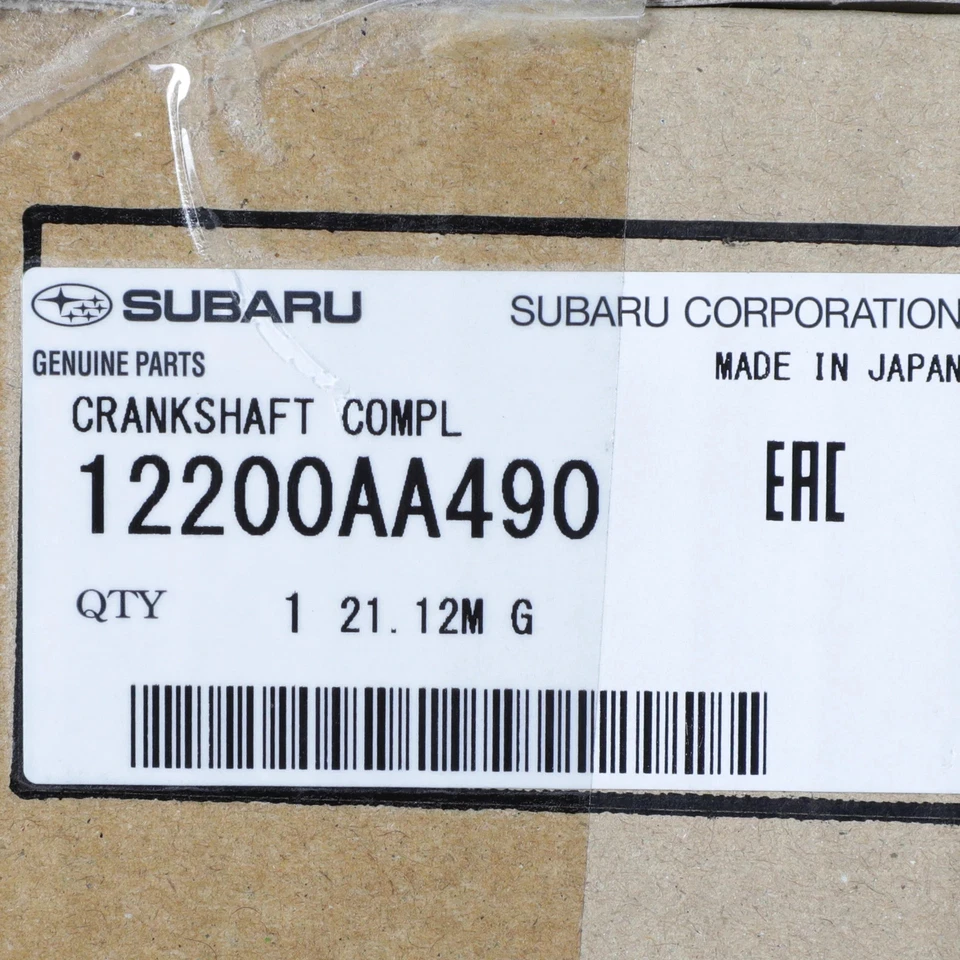 SUBARU SUBARU CORPORATION
GENUINE PARTS MADE IN JAPAN
CRANKSHAFT COMPL
12200AA490 EAC
QTY 1 21.12M G